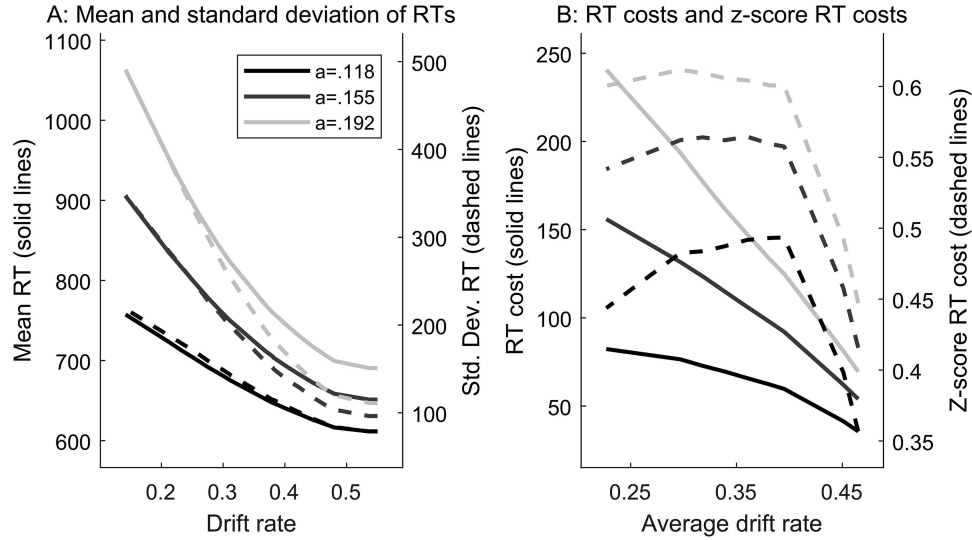 A: Mean and standard deviation of RTs
1100
1000
900
800
700
600
Mean RT (solid lines)
a=.118
a=.155
a=.192
500
400
300
200
100
Std. Dev. RT (dashed lines)
0.2 0.3 0.4 0.5
Drift rate
B: RT costs and z-score RT costs
250
200
150
100
50
RT cost (solid lines)
0.6
0.55
0.5
0.45
0.4
0.35
Z-score RT cost (dashed lines)
0.25 0.35 0.45
Average drift rate